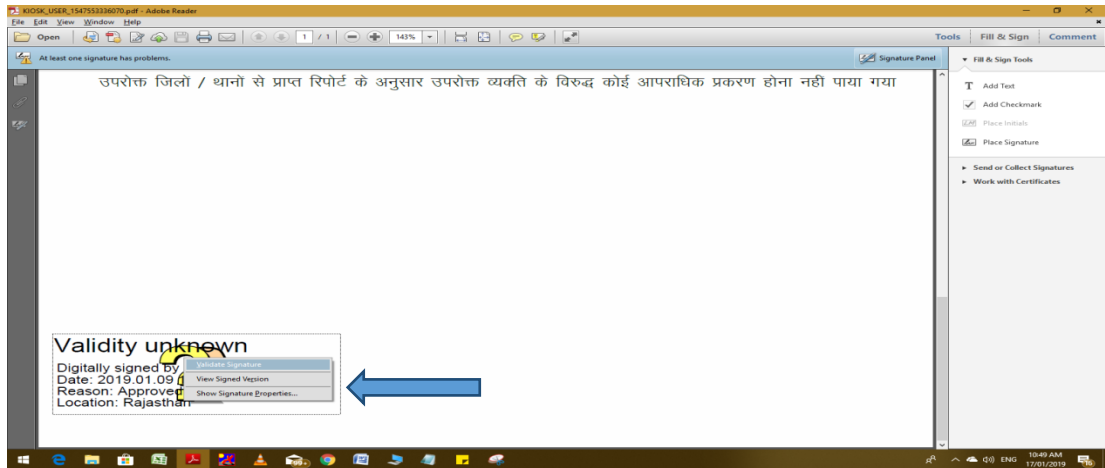 KIOSK_USER_1547553336070.pdf - Adobe Reader
File Edit View Window Help
Open 1 / 1 143% Tools Fill & Sign Comment
At least one signature has problems. Signature Panel
उपरोक्त जिलों / थानों से प्राप्त रिपोर्ट के अनुसार उपरोक्त व्यक्ति के विरुद्ध कोई आपराधिक प्रकरण होना नहीं पाया गया
Fill & Sign Tools
T Add Text
Add Checkmark
Place Initials
Place Signature
Send or Collect Signatures
Work with Certificates
Validity unknown
Digitally signed by
Date: 2019.01.09
Reason: Approved
Location: Rajasthan
Validate Signature
View Signed Version
Show Signature Properties...
ENG 10:49 AM
17/01/2019